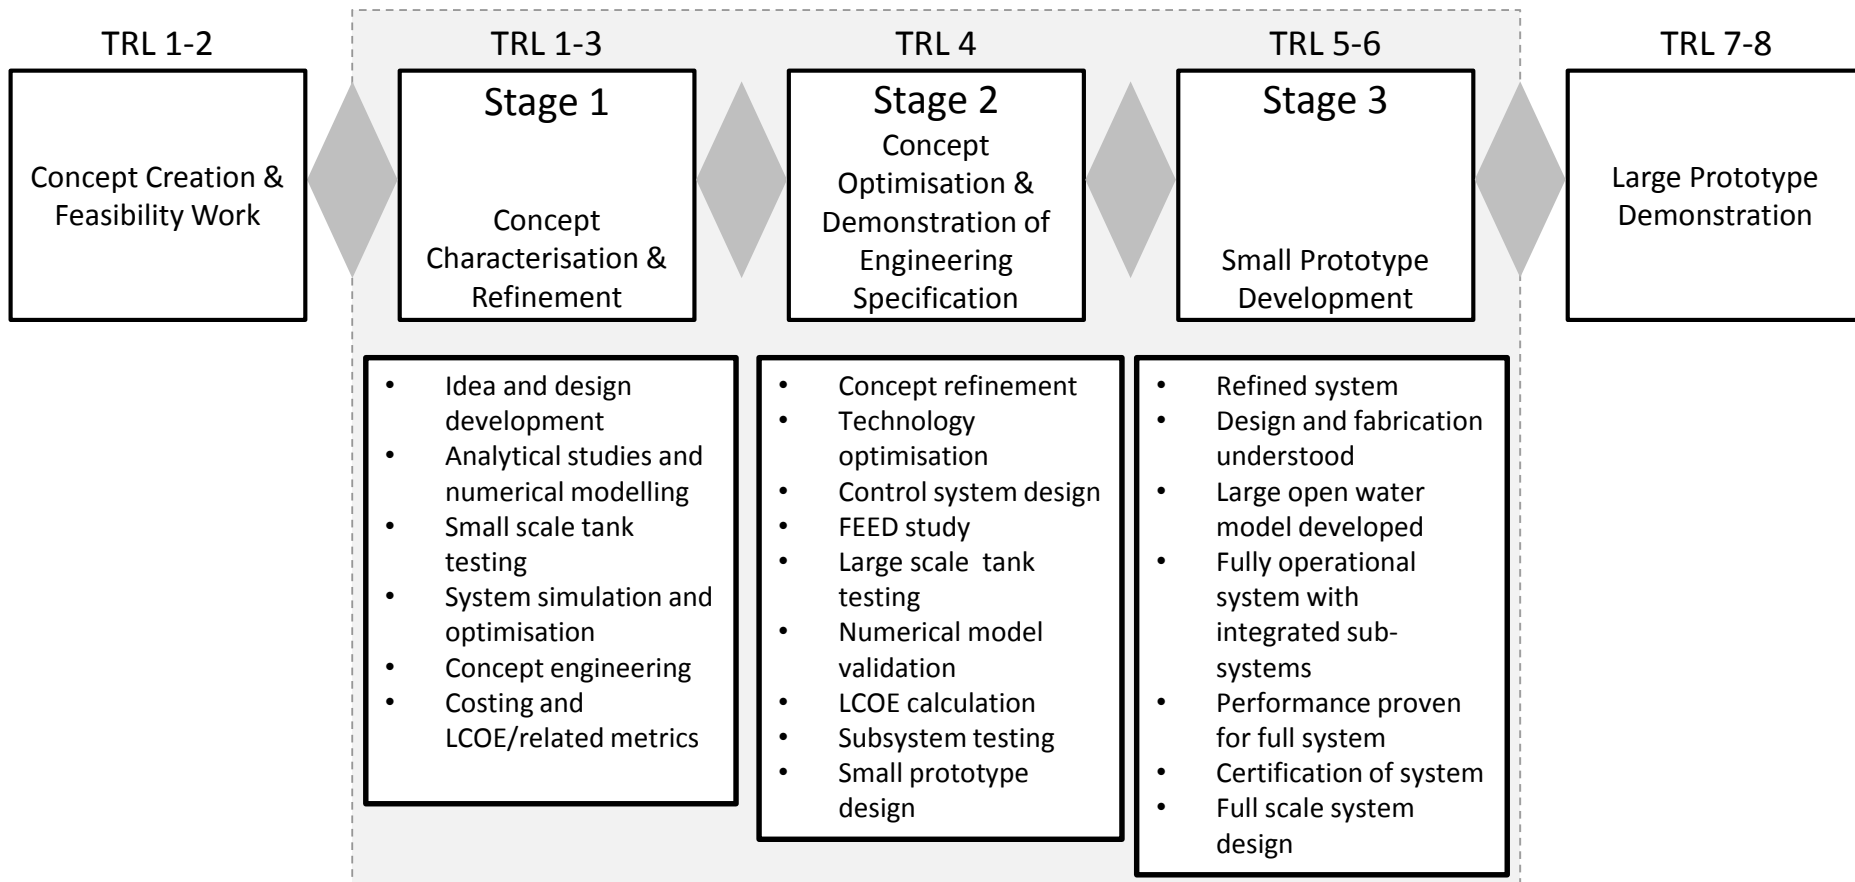 TRL 1-2
Concept Creation &
Feasibility Work
TRL 1-3
Stage 1
Concept
Characterisation &
Refinement
• Idea and design
development
• Analytical studies and
numerical modelling
• Small scale tank
testing
• System simulation and
optimisation
• Concept engineering
• Costing and
LCOE/related metrics
TRL 4
Stage 2
Concept
Optimisation &
Demonstration of
Engineering
Specification
• Concept refinement
• Technology
optimisation
• Control system design
• FEED study
• Large scale tank
testing
• Numerical model
validation
• LCOE calculation
• Subsystem testing
• Small prototype
design
TRL 5-6
Stage 3
Small Prototype
Development
• Refined system
• Design and fabrication
understood
• Large open water
model developed
• Fully operational
system with
integrated sub-
systems
• Performance proven
for full system
• Certification of system
• Full scale system
design
TRL 7-8
Large Prototype
Demonstration